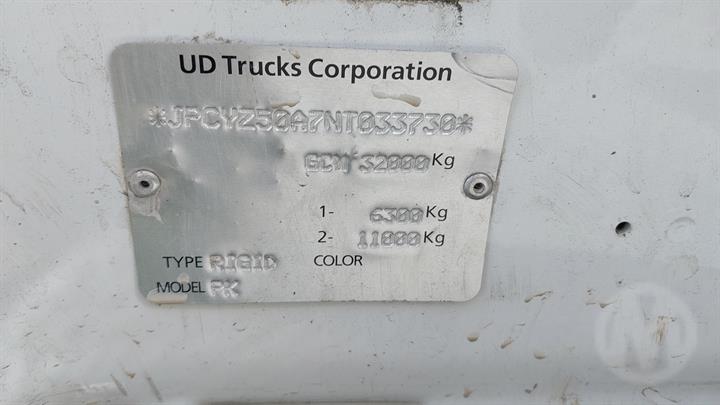 UD Trucks Corporation
*JPCYZ50A7NT033730*
GCM 32000 Kg
1- 6300 Kg
2- 11000 Kg
TYPE RIGID COLOR
MODEL PK